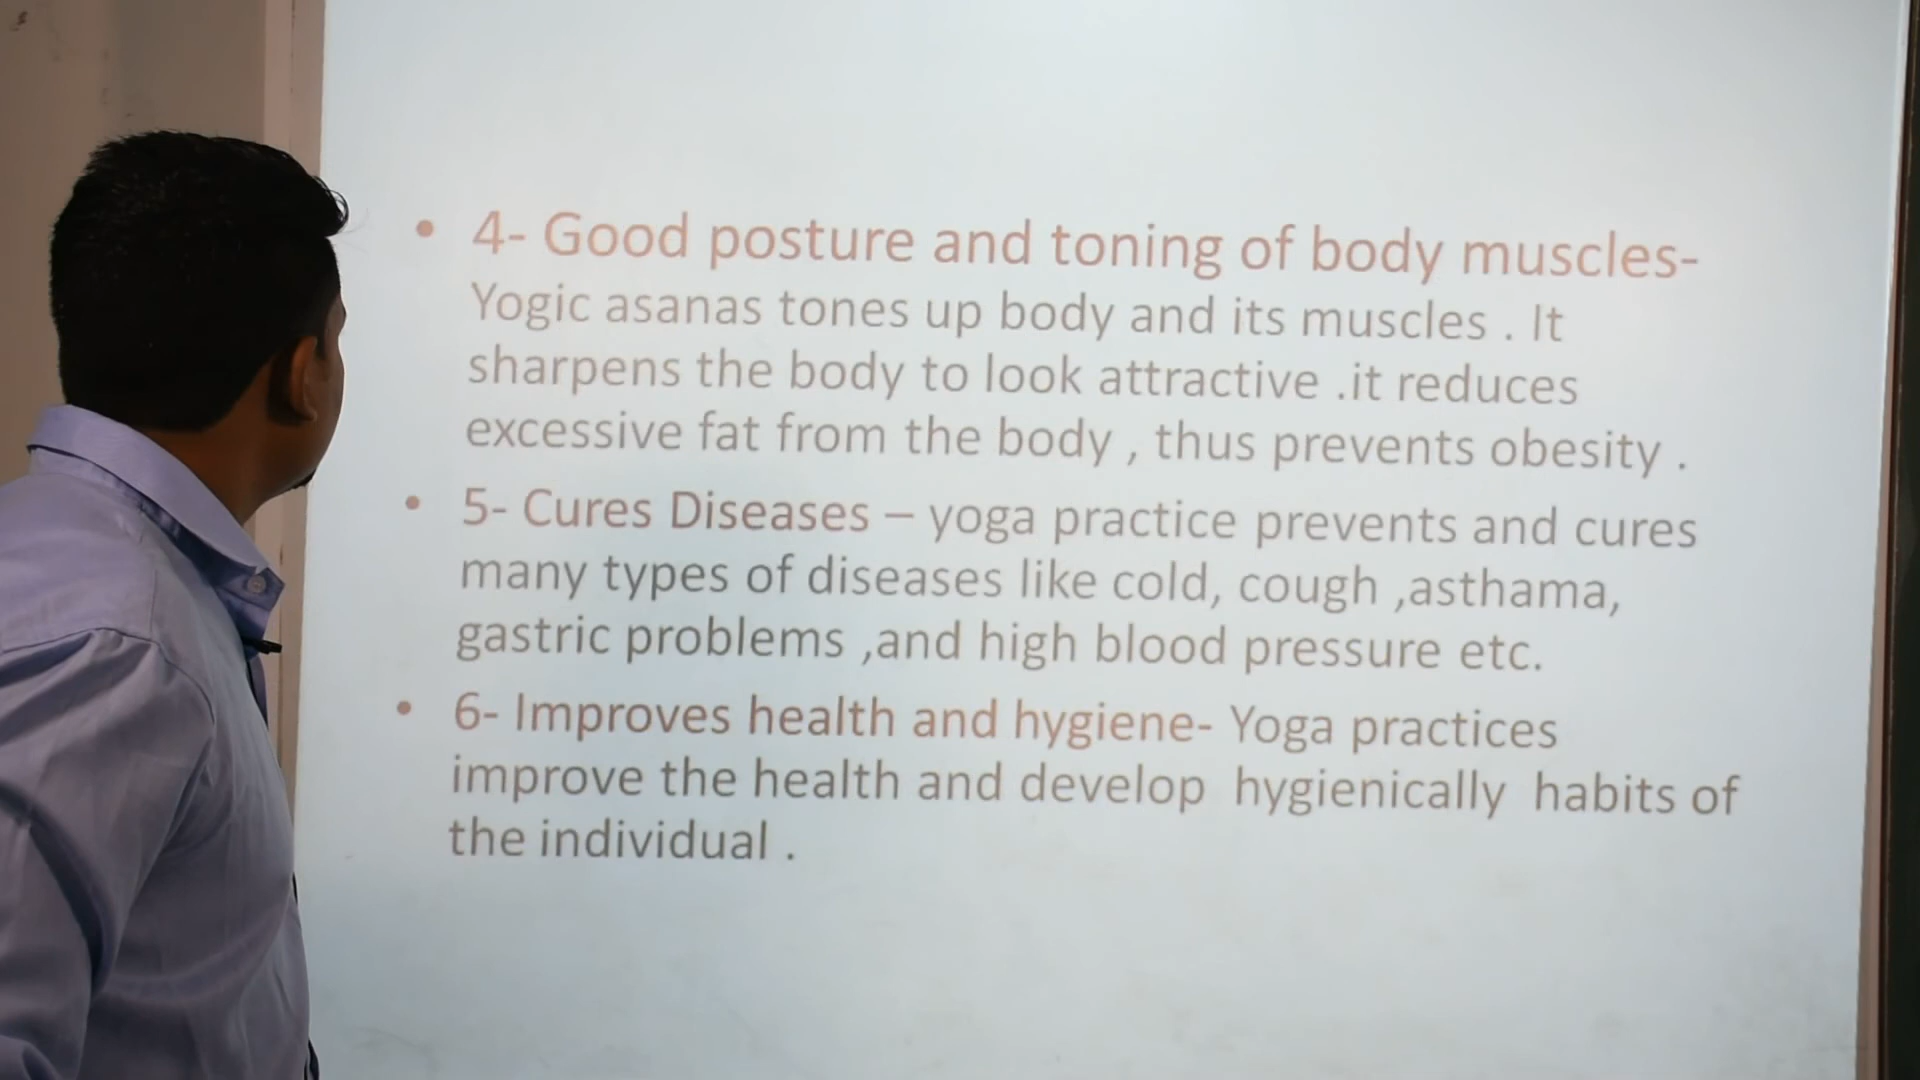 • 4- Good posture and toning of body muscles-
Yogic asanas tones up body and its muscles . It
sharpens the body to look attractive .it reduces
excessive fat from the body , thus prevents obesity .
• 5- Cures Diseases – yoga practice prevents and cures
many types of diseases like cold, cough ,asthama,
gastric problems ,and high blood pressure etc.
• 6- Improves health and hygiene- Yoga practices
improve the health and develop hygienically habits of
the individual .